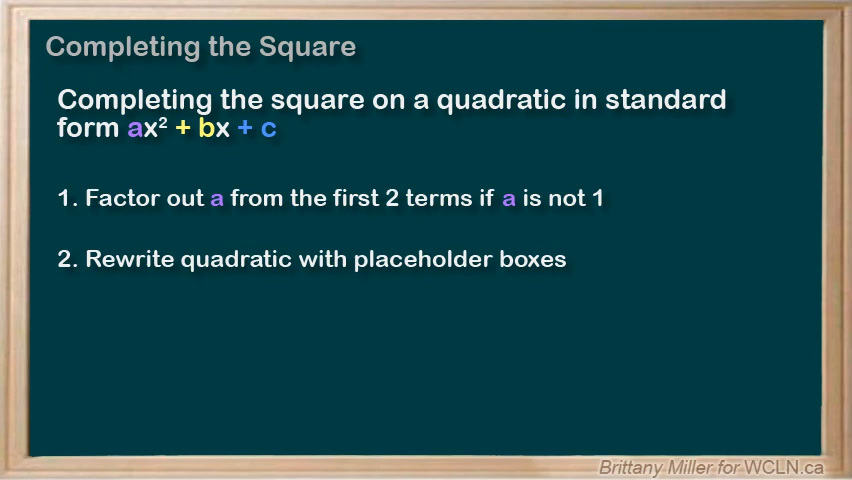 Completing the Square
Completing the square on a quadratic in standard
form ax² + bx + c
1. Factor out a from the first 2 terms if a is not 1
2. Rewrite quadratic with placeholder boxes
Brittany Miller for WCLN.ca